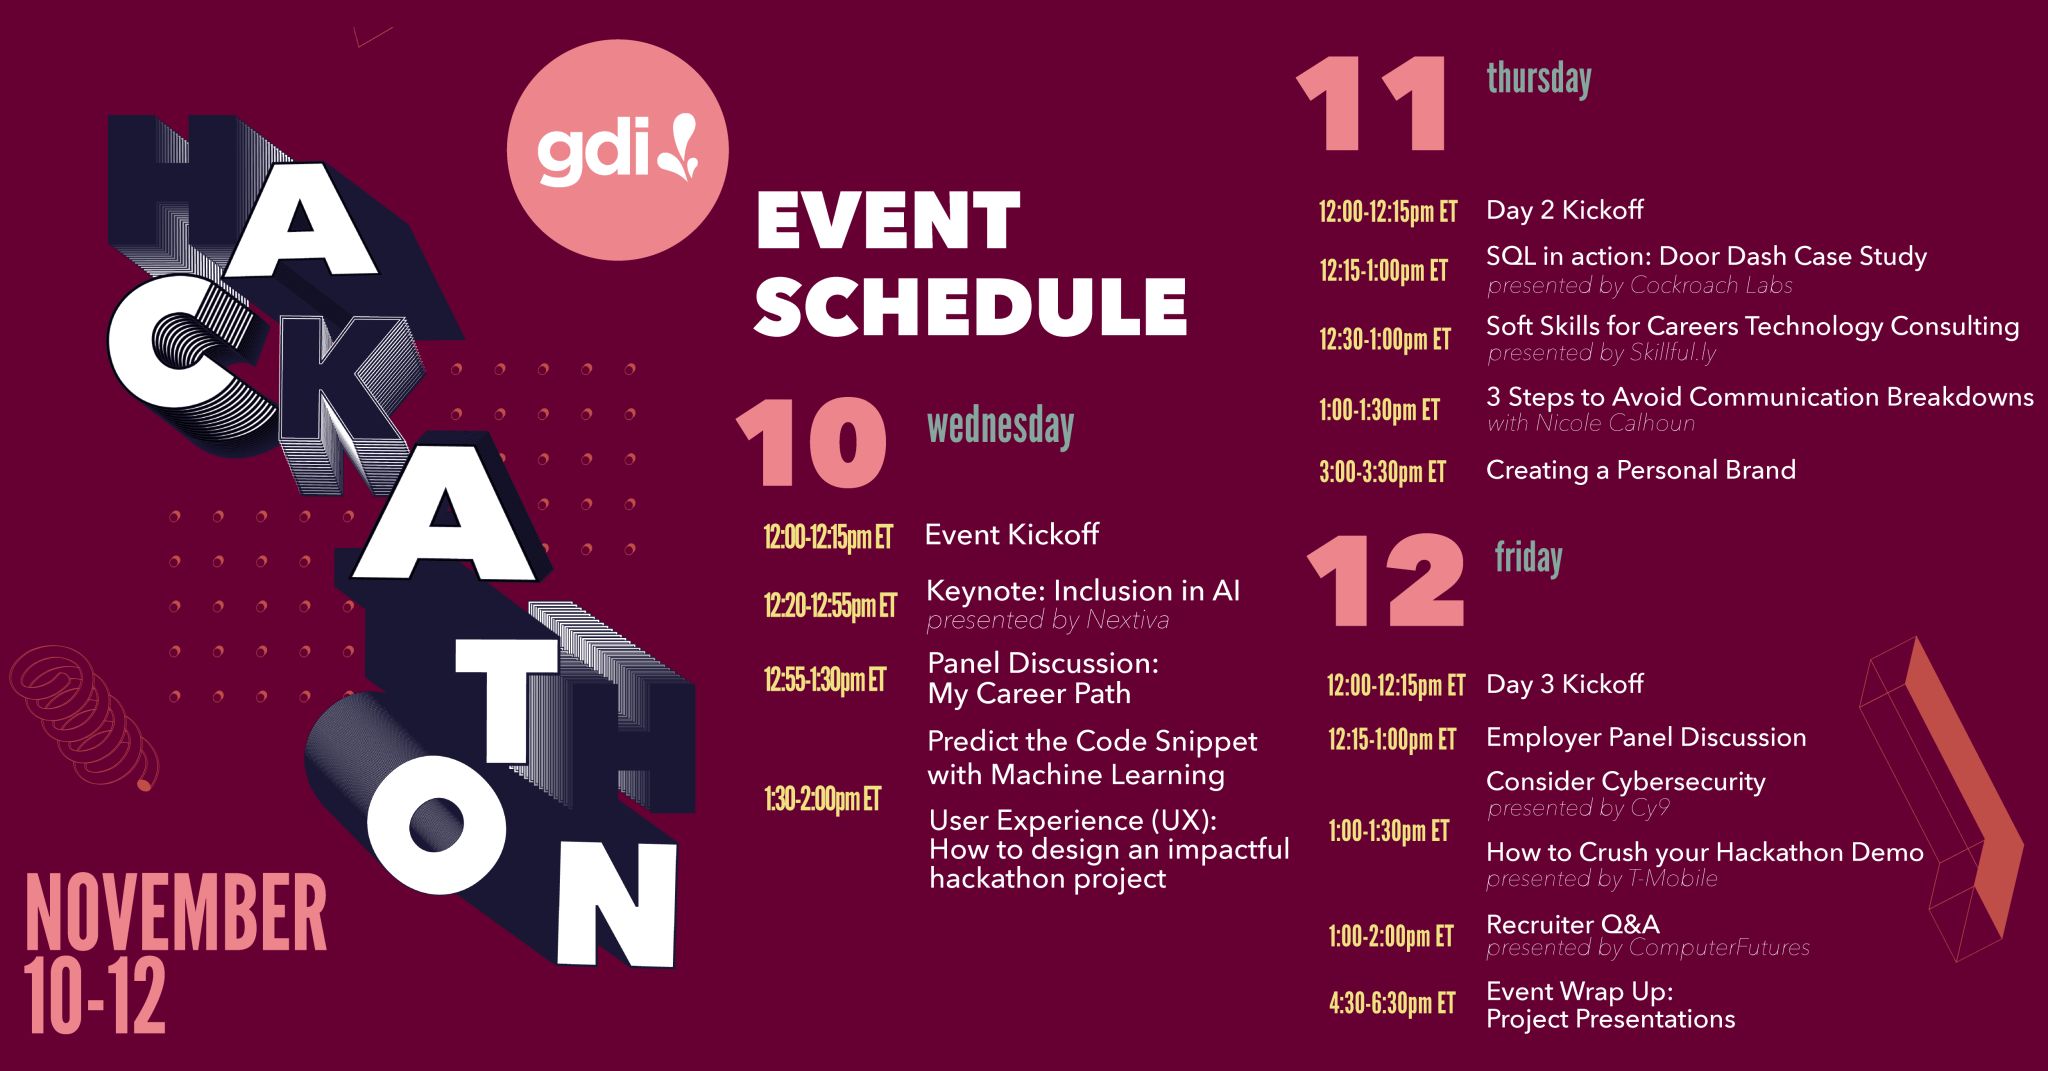 HACKATHON
NOVEMBER
10-12
gdi
EVENT
SCHEDULE
10 wednesday
12:00-12:15pm ET Event Kickoff
12:20-12:55pm ET Keynote: Inclusion in AI
presented by Nextiva
12:55-1:30pm ET Panel Discussion:
My Career Path
1:30-2:00pm ET Predict the Code Snippet
with Machine Learning
User Experience (UX):
How to design an impactful
hackathon project
11 thursday
12:00-12:15pm ET Day 2 Kickoff
12:15-1:00pm ET SQL in action: Door Dash Case Study
presented by Cockroach Labs
12:30-1:00pm ET Soft Skills for Careers Technology Consulting
presented by Skillful.ly
1:00-1:30pm ET 3 Steps to Avoid Communication Breakdowns
with Nicole Calhoun
3:00-3:30pm ET Creating a Personal Brand
12 friday
12:00-12:15pm ET Day 3 Kickoff
12:15-1:00pm ET Employer Panel Discussion
1:00-1:30pm ET Consider Cybersecurity
presented by Cy9
How to Crush your Hackathon Demo
presented by T-Mobile
1:00-2:00pm ET Recruiter Q&A
presented by ComputerFutures
4:30-6:30pm ET Event Wrap Up:
Project Presentations